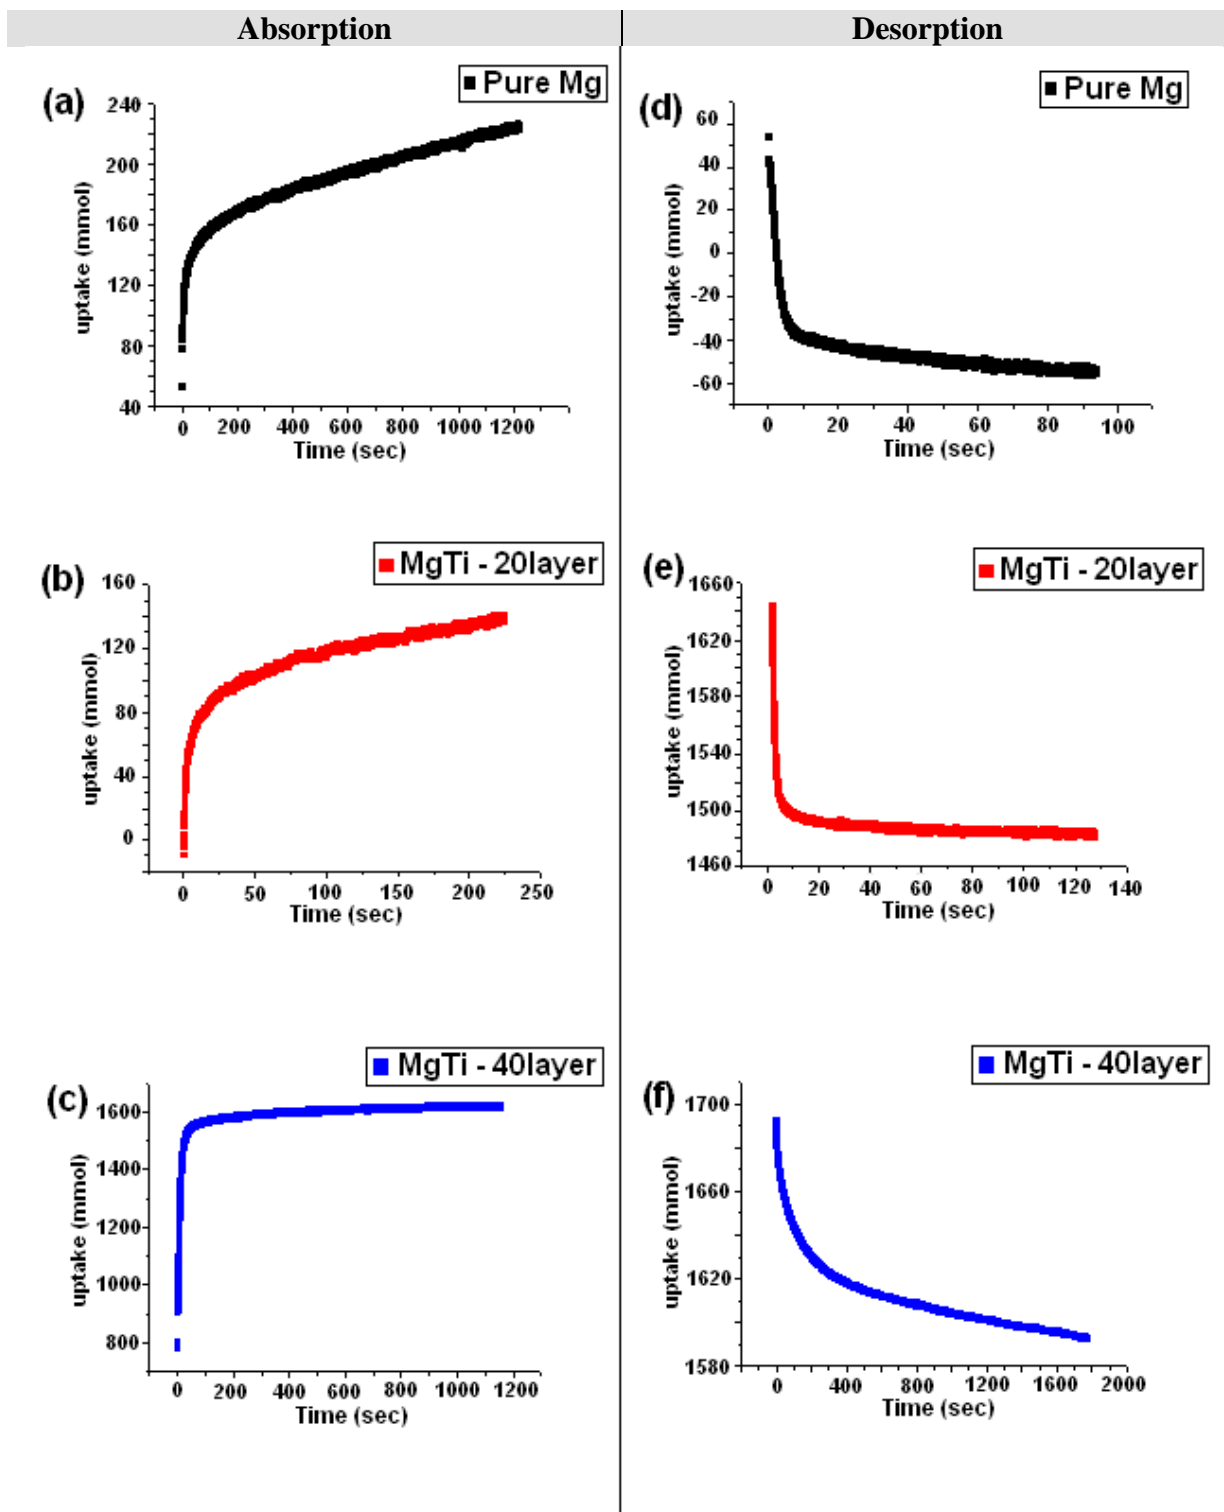 Absorption
Desorption
(a)
Pure Mg
240
200
160
120
80
40
uptake (mmol)
0 200 400 600 800 1000 1200
Time (sec)
(d)
Pure Mg
60
40
20
0
-20
-40
-60
uptake (mmol)
0 20 40 60 80 100
Time (sec)
(b)
MgTi - 20layer
160
120
80
40
0
uptake (mmol)
0 50 100 150 200 250
Time (sec)
(e)
MgTi - 20layer
1660
1620
1580
1540
1500
1460
uptake (mmol)
0 20 40 60 80 100 120 140
Time (sec)
(c)
MgTi - 40layer
1600
1400
1200
1000
800
uptake (mmol)
0 200 400 600 800 1000 1200
Time (sec)
(f)
MgTi - 40layer
1700
1660
1620
1580
uptake (mmol)
0 400 800 1200 1600 2000
Time (sec)